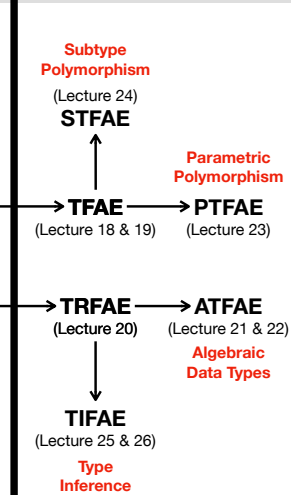 Subtype
Polymorphism
(Lecture 24)
STFAE
Parametric
Polymorphism
TFAE
PTFAE
(Lecture 18 & 19)
(Lecture 23)
TRFAE
ATFAE
(Lecture 20)
(Lecture 21 & 22)
Algebraic
Data Types
TIFAE
(Lecture 25 & 26)
Type
Inference